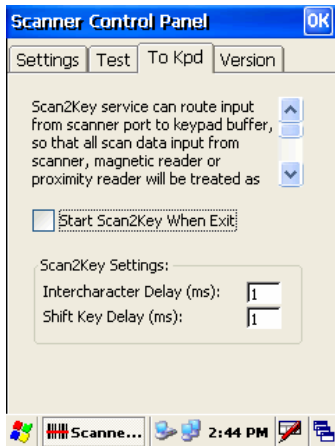 Scanner Control Panel OK
Settings Test To Kpd Version
Scan2Key service can route input
from scanner port to keypad buffer,
so that all scan data input from
scanner, magnetic reader or
proximity reader will be treated as
Start Scan2Key When Exit
Scan2Key Settings:
Intercharacter Delay (ms): 1
Shift Key Delay (ms): 1
Scanne... 2:44 PM